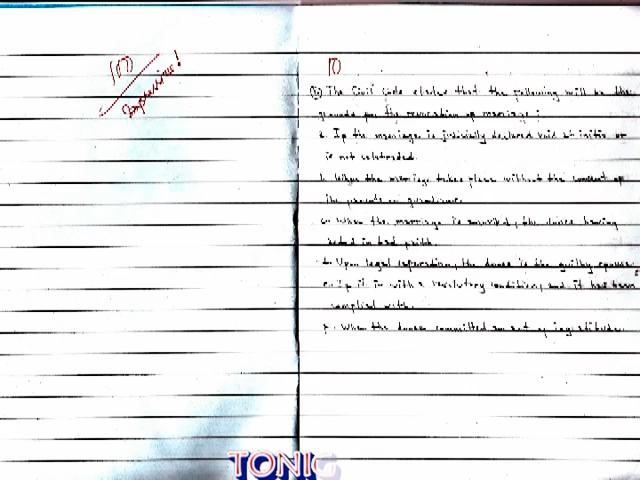 Impressive!
The Civil Code states that the following will be the
grounds for the revocation of marriage:
a. If the marriage is judicially declared void ab initio or
is not celebrated.
b. When the marriage takes place without the consent of
the parents or guardians.
c. When the marriage is annulled, the donee having
acted in bad faith.
d. Upon legal separation, the donee is the guilty spouse.
e. If it is with a resolutory condition, and it has been
complied with.
f. When the donee committed an act of ingratitude.
TONIC